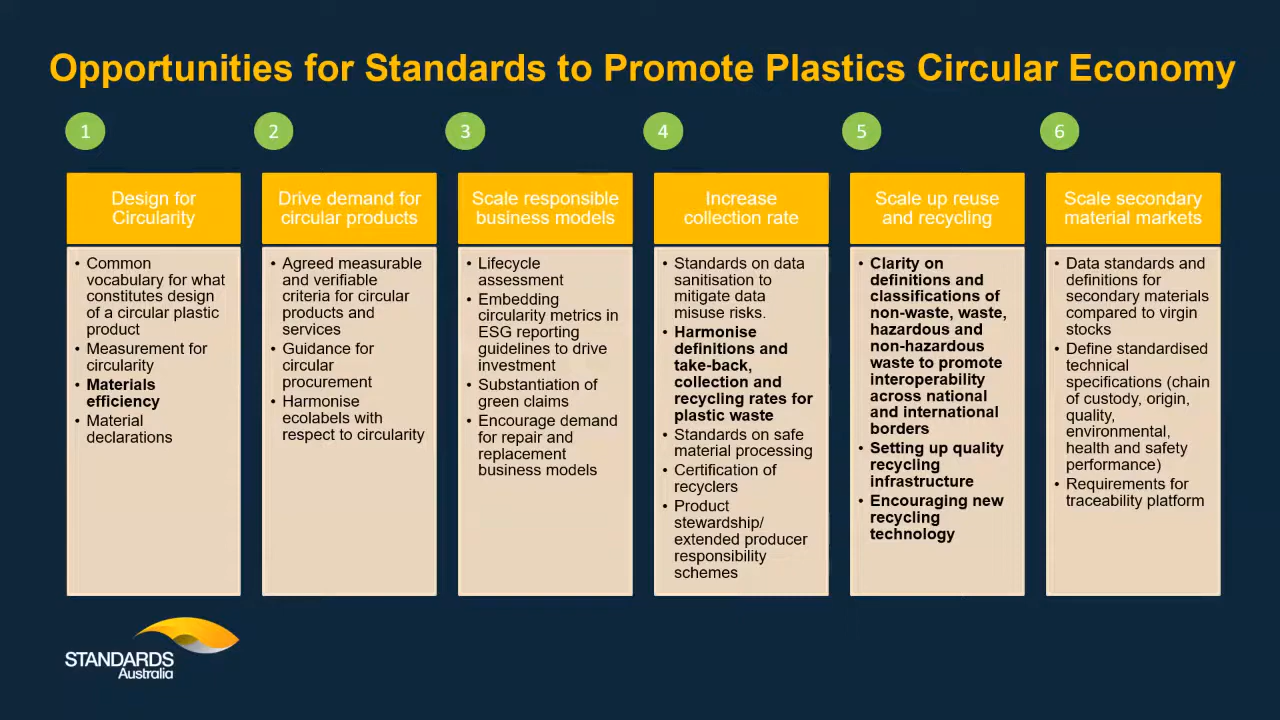 Opportunities for Standards to Promote Plastics Circular Economy
1
Design for
Circularity
• Common
vocabulary for what
constitutes design
of a circular plastic
product
• Measurement for
circularity
• Materials
efficiency
• Material
declarations
2
Drive demand for
circular products
• Agreed measurable
and verifiable
criteria for circular
products and
services
• Guidance for
circular
procurement
• Harmonise
ecolabels with
respect to circularity
3
Scale responsible
business models
• Lifecycle
assessment
• Embedding
circularity metrics in
ESG reporting
guidelines to drive
investment
• Substantiation of
green claims
• Encourage demand
for repair and
replacement
business models
4
Increase
collection rate
• Standards on data
sanitisation to
mitigate data
misuse risks.
• Harmonise
definitions and
take-back,
collection and
recycling rates for
plastic waste
• Standards on safe
material processing
• Certification of
recyclers
• Product
stewardship/
extended producer
responsibility
schemes
5
Scale up reuse
and recycling
• Clarity on
definitions and
classifications of
non-waste, waste,
hazardous and
non-hazardous
waste to promote
interoperability
across national
and international
borders
• Setting up quality
recycling
infrastructure
• Encouraging new
recycling
technology
6
Scale secondary
material markets
• Data standards and
definitions for
secondary materials
compared to virgin
stocks
• Define standardised
technical
specifications (chain
of custody, origin,
quality,
environmental,
health and safety
performance)
• Requirements for
traceability platform
STANDARDS
Australia